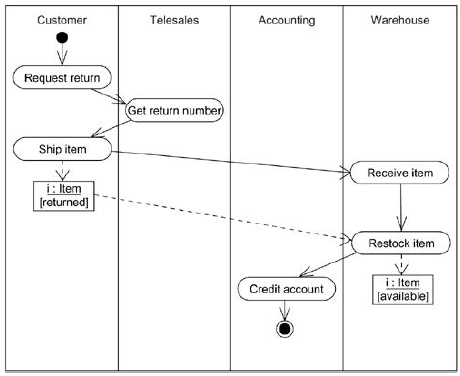 Customer
Telesales
Accounting
Warehouse
Request return
Get return number
Ship item
Receive item
i : Item
[returned]
Restock item
i : Item
[available]
Credit account